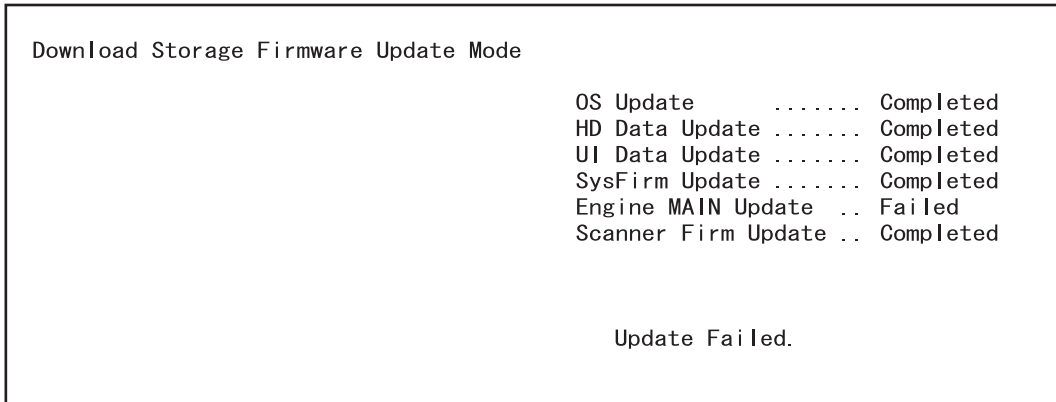 Download Storage Firmware Update Mode
OS Update ....... Completed
HD Data Update ....... Completed
UI Data Update ....... Completed
SysFirm Update ....... Completed
Engine MAIN Update .. Failed
Scanner Firm Update .. Completed
Update Failed.